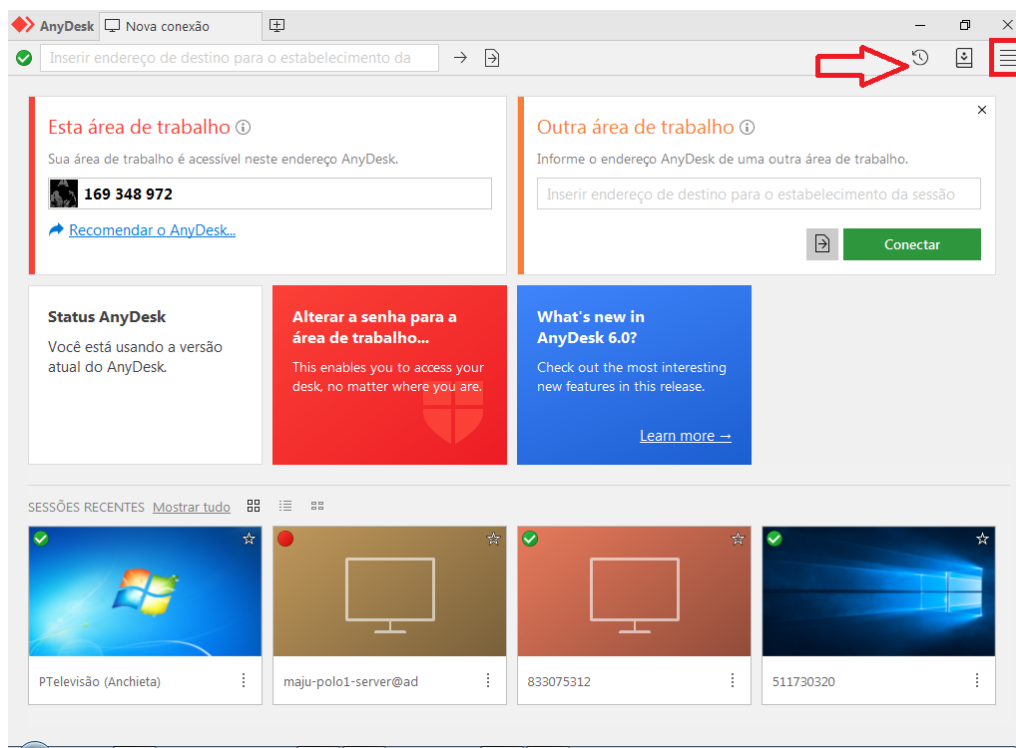 AnyDesk
Nova conexão
Inserir endereço de destino para o estabelecimento da
Esta área de trabalho
Sua área de trabalho é acessível neste endereço AnyDesk.
169 348 972
Recomendar o AnyDesk...
Outra área de trabalho
Informe o endereço AnyDesk de uma outra área de trabalho.
Inserir endereço de destino para o estabelecimento da sessão
Conectar
Status AnyDesk
Você está usando a versão
atual do AnyDesk.
Alterar a senha para a
área de trabalho...
This enables you to access your
desk, no matter where you are.
What's new in
AnyDesk 6.0?
Check out the most interesting
new features in this release.
Learn more →
SESSÕES RECENTES Mostrar tudo
PTelevisão (Anchieta)
maju-polo1-server@ad
833075312
511730320